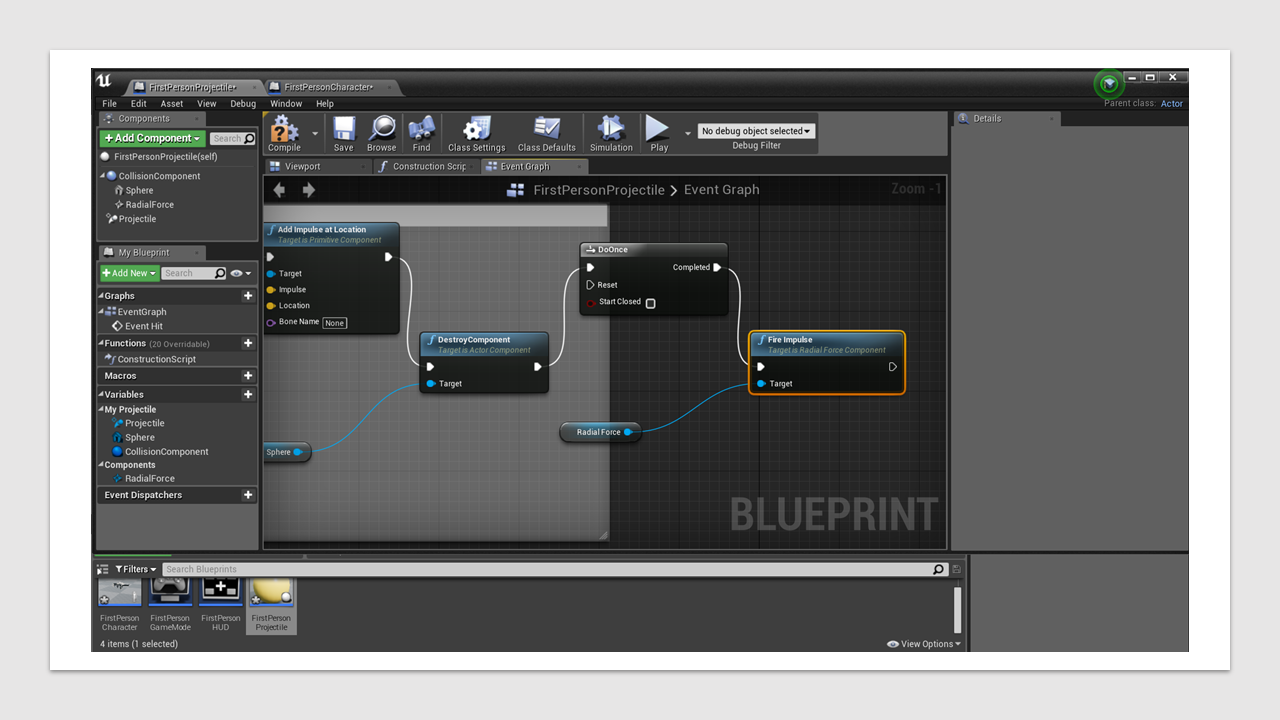 FirstPersonProjectile*
FirstPersonCharacter*
File Edit Asset View Debug Window Help
Parent class: Actor
Components
+ Add Component
Search
FirstPersonProjectile(self)
CollisionComponent
Sphere
RadialForce
Projectile
My Blueprint
+ Add New
Search
Graphs
EventGraph
Event Hit
Functions (20 Overridable)
ConstructionScript
Macros
Variables
My Projectile
Projectile
Sphere
CollisionComponent
Components
RadialForce
Event Dispatchers
Compile
Save
Browse
Find
Class Settings
Class Defaults
Simulation
Play
No debug object selected
Debug Filter
Viewport
Construction Scrip
Event Graph
FirstPersonProjectile > Event Graph
Zoom -1
Add Impulse at Location
Target is Primitive Component
Target
Impulse
Location
Bone Name None
DestroyComponent
Target is Actor Component
Target
Sphere
DoOnce
Completed
Reset
Start Closed
Fire Impulse
Target is Radial Force Component
Target
Radial Force
BLUEPRINT
Details
Filters
Search Blueprints
FirstPerson
Character
FirstPerson
GameMode
FirstPerson
HUD
FirstPerson
Projectile
4 items (1 selected)
View Options